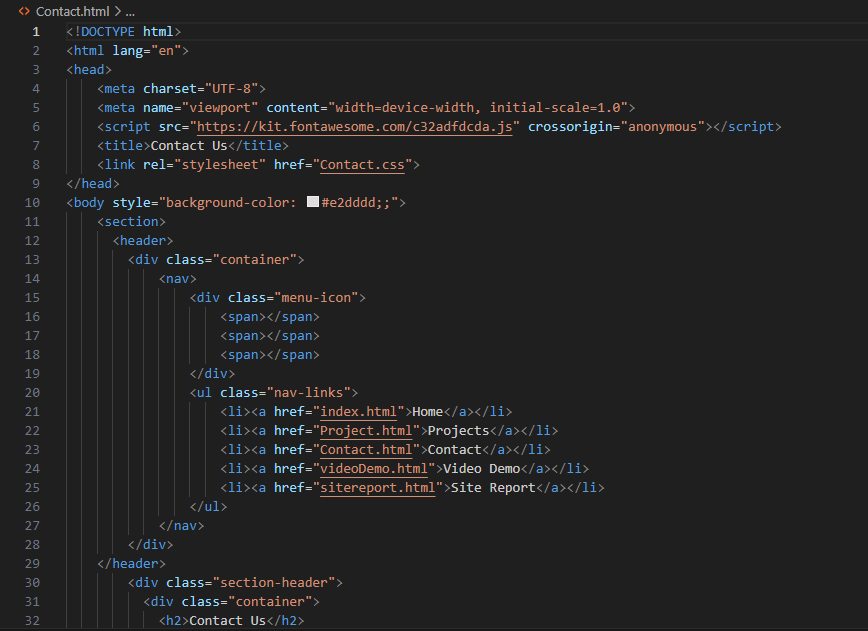 Contact.html > ...
1 <!DOCTYPE html>
2 <html lang="en">
3 <head>
4 <meta charset="UTF-8">
5 <meta name="viewport" content="width=device-width, initial-scale=1.0">
6 <script src="https://kit.fontawesome.com/c32adfdcda.js" crossorigin="anonymous"></script>
7 <title>Contact Us</title>
8 <link rel="stylesheet" href="Contact.css">
9 </head>
10 <body style="background-color: #e2dddd;;">
11 <section>
12 <header>
13 <div class="container">
14 <nav>
15 <div class="menu-icon">
16 <span></span>
17 <span></span>
18 <span></span>
19 </div>
20 <ul class="nav-links">
21 <li><a href="index.html">Home</a></li>
22 <li><a href="Project.html">Projects</a></li>
23 <li><a href="Contact.html">Contact</a></li>
24 <li><a href="videoDemo.html">Video Demo</a></li>
25 <li><a href="sitereport.html">Site Report</a></li>
26 </ul>
27 </nav>
28 </div>
29 </header>
30 <div class="section-header">
31 <div class="container">
32 <h2>Contact Us</h2>